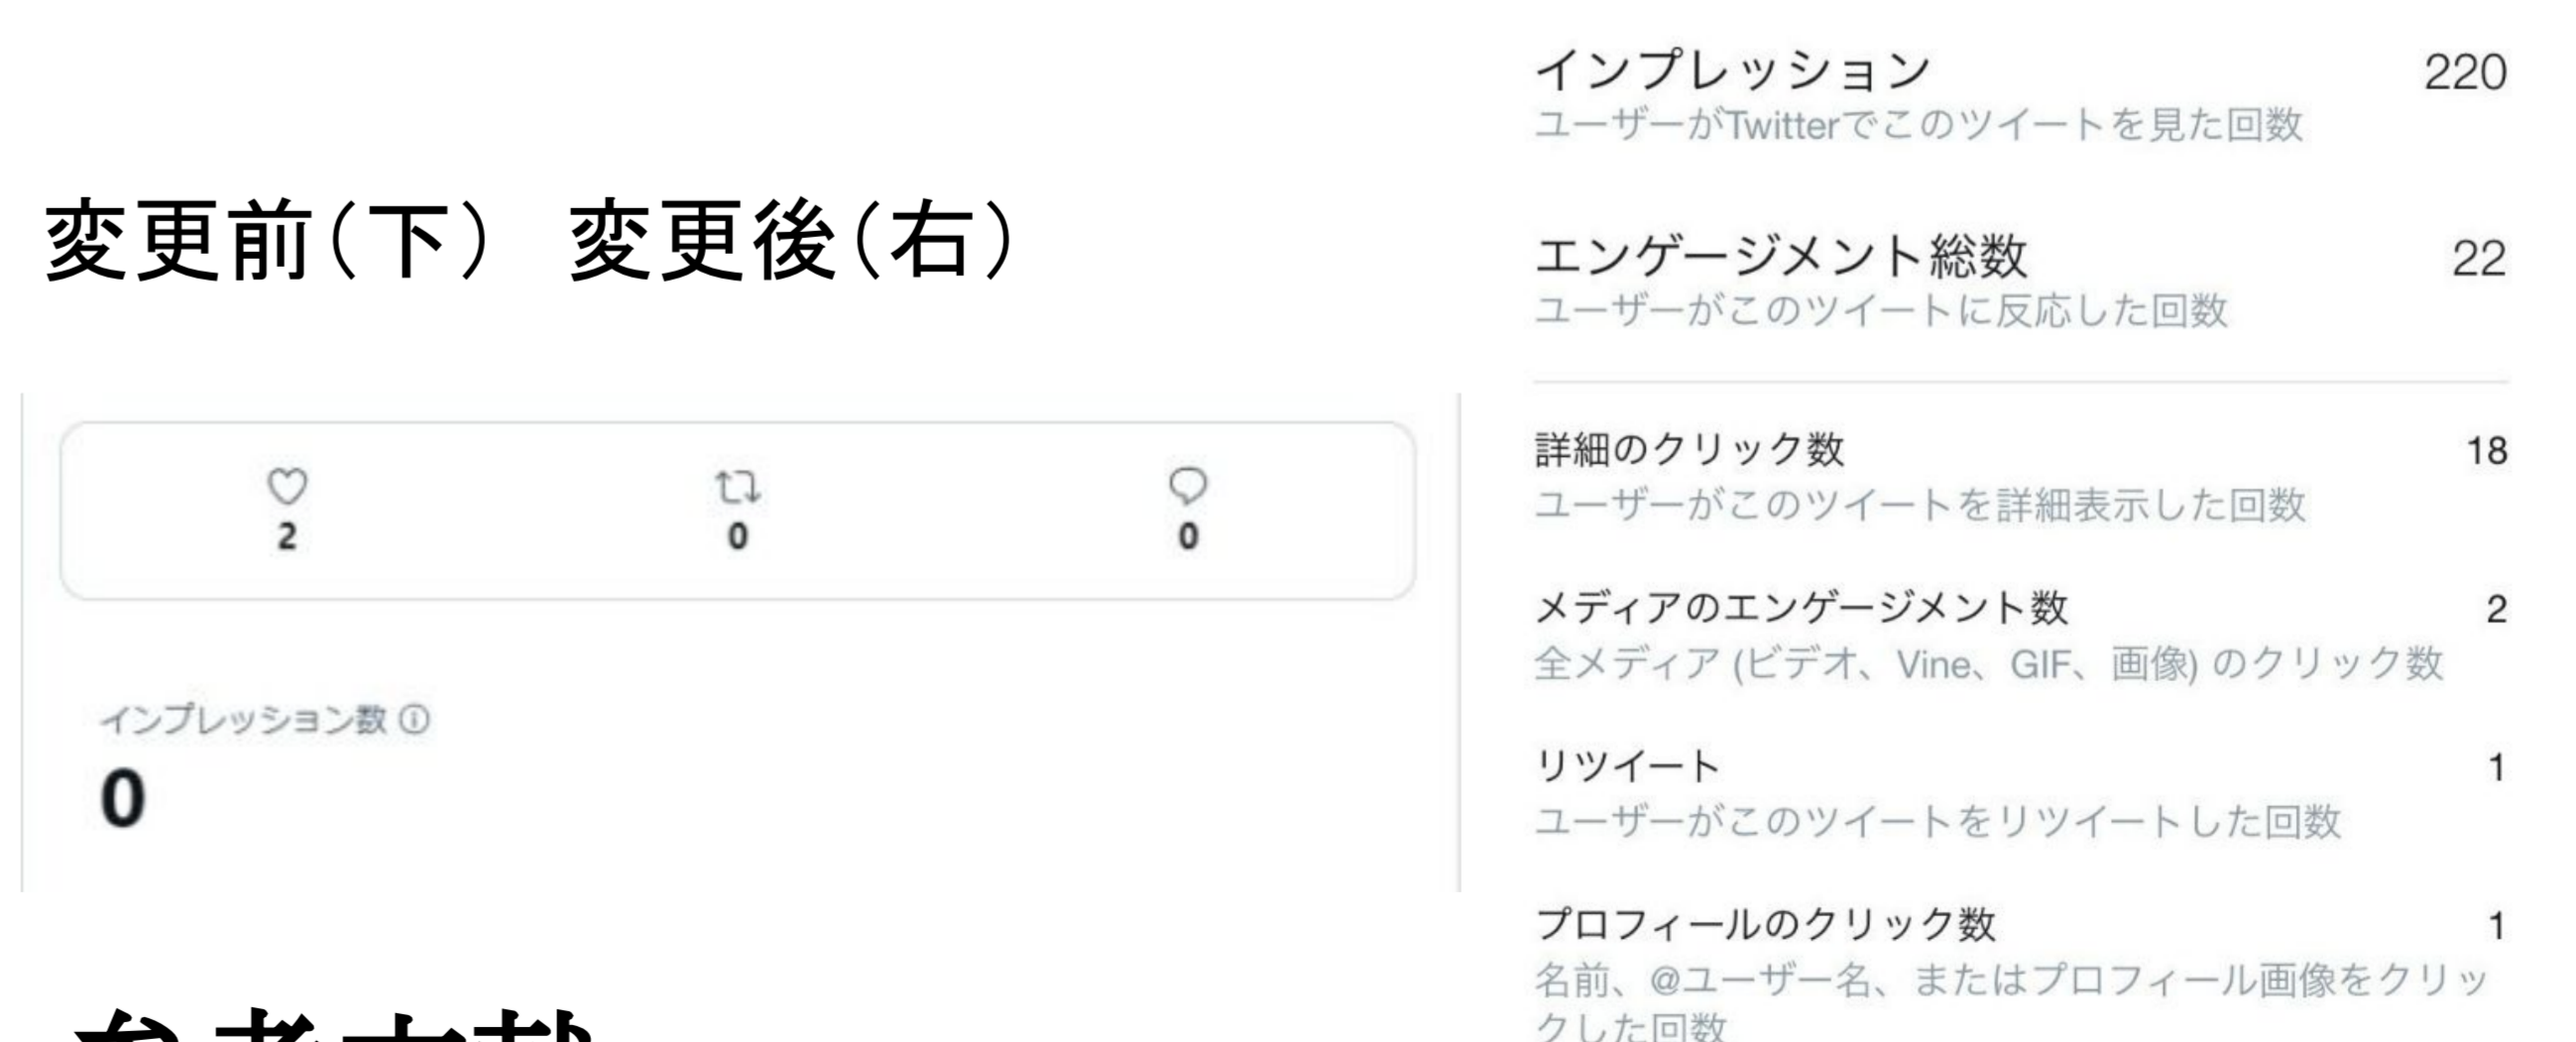 変更前(下) 変更後(右)
2
0
0
インプレッション数
0
インプレッション 220
ユーザーがTwitterでこのツイートを見た回数
エンゲージメント総数 22
ユーザーがこのツイートに反応した回数
詳細のクリック数 18
ユーザーがこのツイートを詳細表示した回数
メディアのエンゲージメント数 2
全メディア (ビデオ、Vine、GIF、画像) のクリック数
リツイート 1
ユーザーがこのツイートをリツイートした回数
プロフィールのクリック数 1
名前、@ユーザー名、またはプロフィール画像をクリッ
クした回数